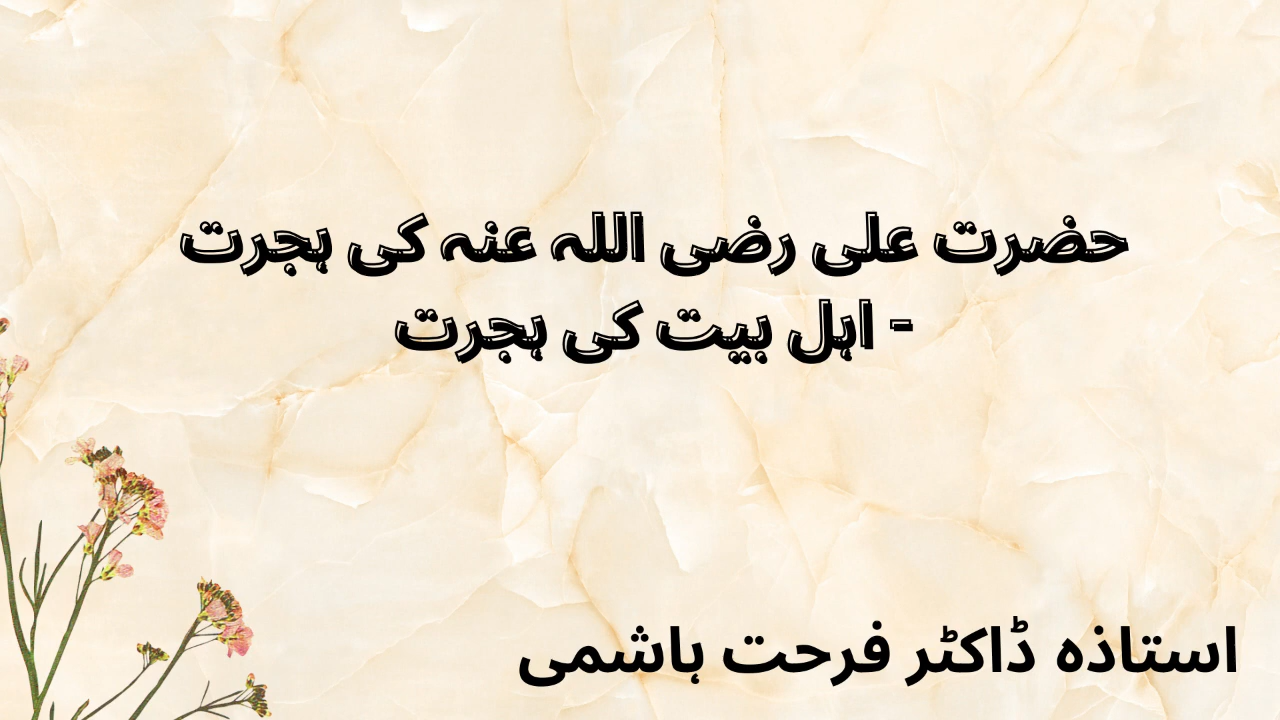 حضرت علی رضی اللہ عنہ کی ہجرت
- اہل بیت کی ہجرت
استاذہ ڈاکٹر فرحت ہاشمی